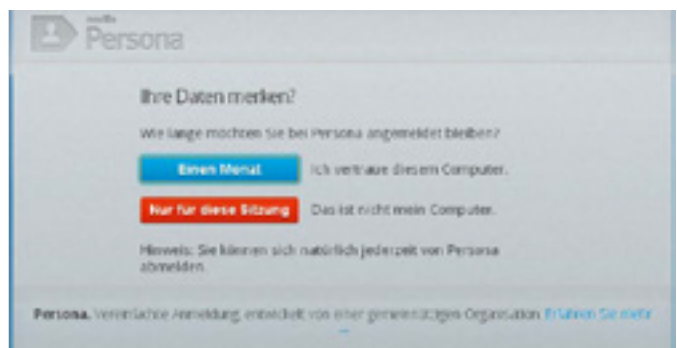 mozilla
Persona
Ihre Daten merken?
Wie lange möchten Sie bei Persona angemeldet bleiben?
Einen Monat
Ich vertraue diesem Computer.
Nur für diese Sitzung
Das ist nicht mein Computer.
Hinweis: Sie können sich natürlich jederzeit von Persona
abmelden.
Persona. Vereinfachte Anmeldung, entwickelt von einer gemeinnützigen Organisation. Erfahren Sie mehr